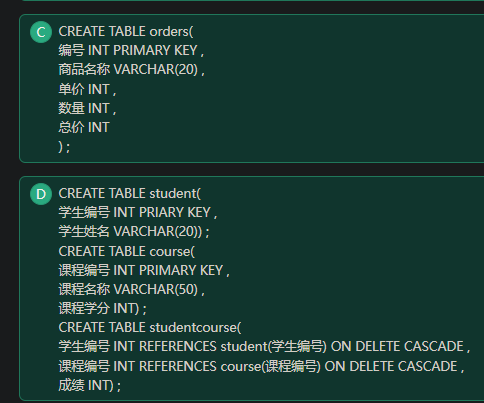 C
CREATE TABLE orders(
编号 INT PRIMARY KEY ,
商品名称 VARCHAR(20) ,
单价 INT ,
数量 INT ,
总价 INT
) ;
D
CREATE TABLE student(
学生编号 INT PRIARY KEY ,
学生姓名 VARCHAR(20)) ;
CREATE TABLE course(
课程编号 INT PRIMARY KEY ,
课程名称 VARCHAR(50) ,
课程学分 INT) ;
CREATE TABLE studentcourse(
学生编号 INT REFERENCES student(学生编号) ON DELETE CASCADE ,
课程编号 INT REFERENCES course(课程编号) ON DELETE CASCADE ,
成绩 INT) ;